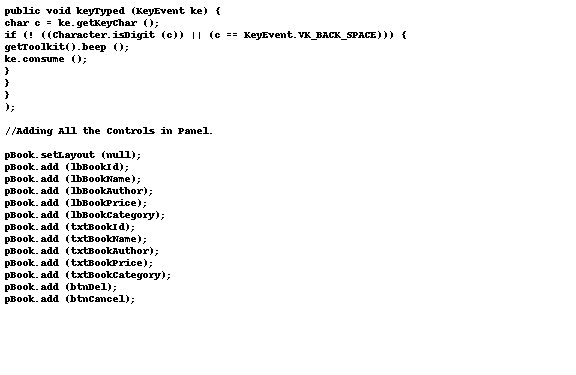 public void keyTyped (KeyEvent ke) {
char c = ke.getKeyChar ();
if (! ((Character.isDigit (c)) || (c == KeyEvent.VK_BACK_SPACE))) {
getToolkit().beep ();
ke.consume ();
}
}
}
);
//Adding All the Controls in Panel.
pBook.setLayout (null);
pBook.add (lbBookId);
pBook.add (lbBookName);
pBook.add (lbBookAuthor);
pBook.add (lbBookPrice);
pBook.add (lbBookCategory);
pBook.add (txtBookId);
pBook.add (txtBookName);
pBook.add (txtBookAuthor);
pBook.add (txtBookPrice);
pBook.add (txtBookCategory);
pBook.add (btnDel);
pBook.add (btnCancel);